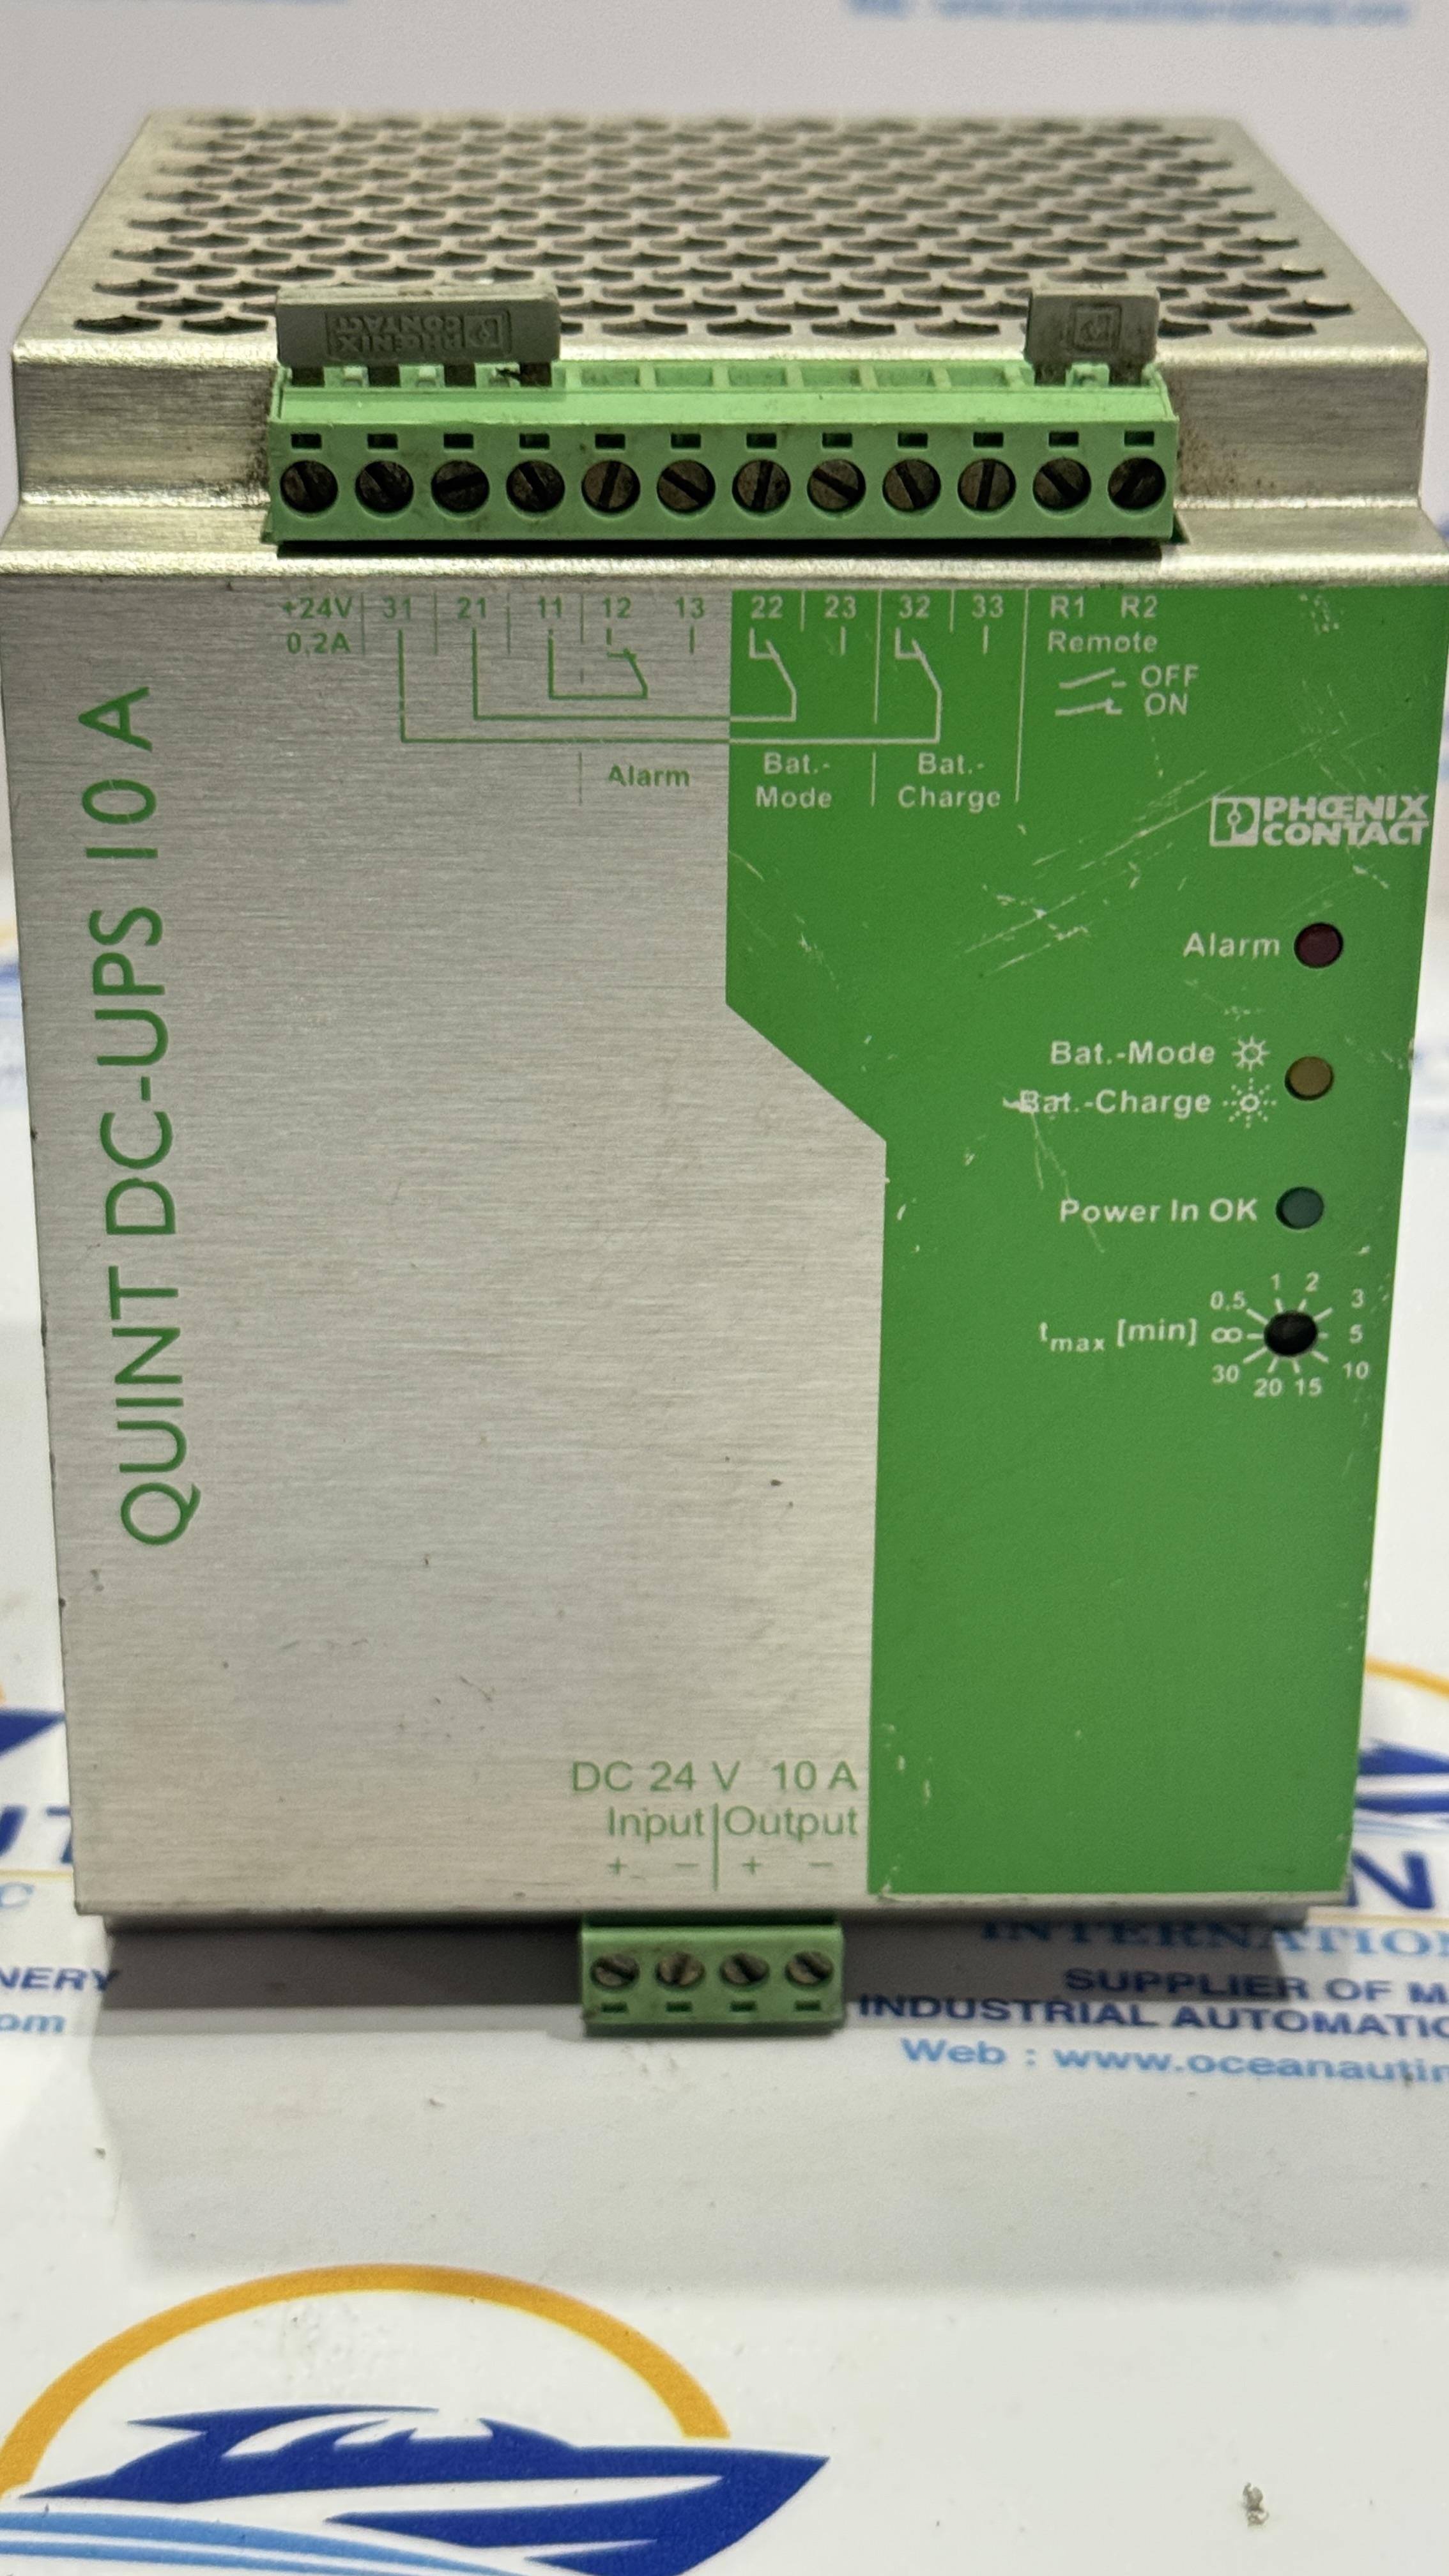 PHŒNIX
CONTACT
+24V 31 21 11 12 13 22 23 32 33 R1 R2
0,2A Remote
OFF
ON
Alarm
Bat.-
Mode
Bat.-
Charge
PHŒNIX
CONTACT
QUINT DC-UPS 10 A
Alarm
Bat.-Mode
Bat.-Charge
Power In OK
tmax [min] ∞ 0,5 1 2 3 5 10 15 20 30
DC 24 V 10 A
Input Output
+ - + -
INTERNATIO
SUPPLIER OF M
INDUSTRIAL AUTOMATIO
Web : www.oceanautin
NERY
om